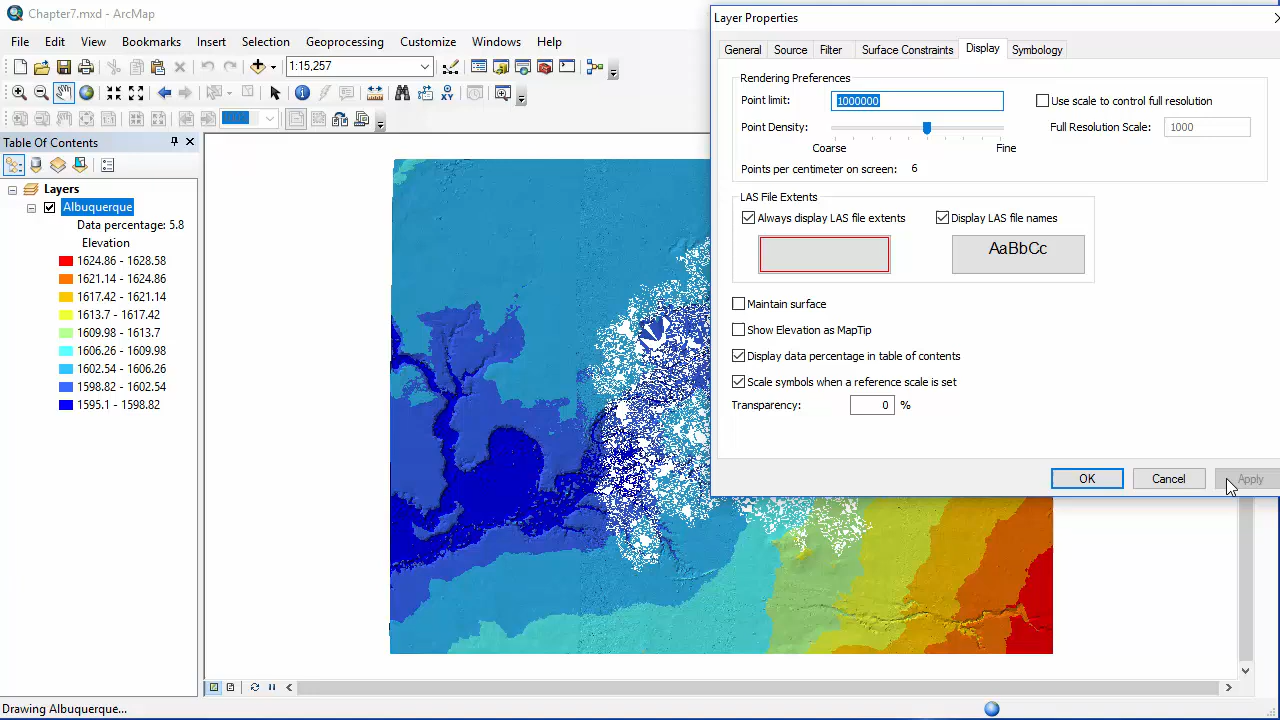 Chapter7.mxd - ArcMap
File Edit View Bookmarks Insert Selection Geoprocessing Customize Windows Help
1:15,257
Table Of Contents
Layers
Albuquerque
Data percentage: 5.8
Elevation
1624.86 - 1628.58
1621.14 - 1624.86
1617.42 - 1621.14
1613.7 - 1617.42
1609.98 - 1613.7
1606.26 - 1609.98
1602.54 - 1606.26
1598.82 - 1602.54
1595.1 - 1598.82
Drawing Albuquerque...
Layer Properties
General Source Filter Surface Constraints Display Symbology
Rendering Preferences
Point limit: 1000000
Use scale to control full resolution
Point Density:
Full Resolution Scale: 1000
Coarse Fine
Points per centimeter on screen: 6
LAS File Extents
Always display LAS file extents
Display LAS file names
AaBbCc
Maintain surface
Show Elevation as MapTip
Display data percentage in table of contents
Scale symbols when a reference scale is set
Transparency: 0 %
OK Cancel Apply